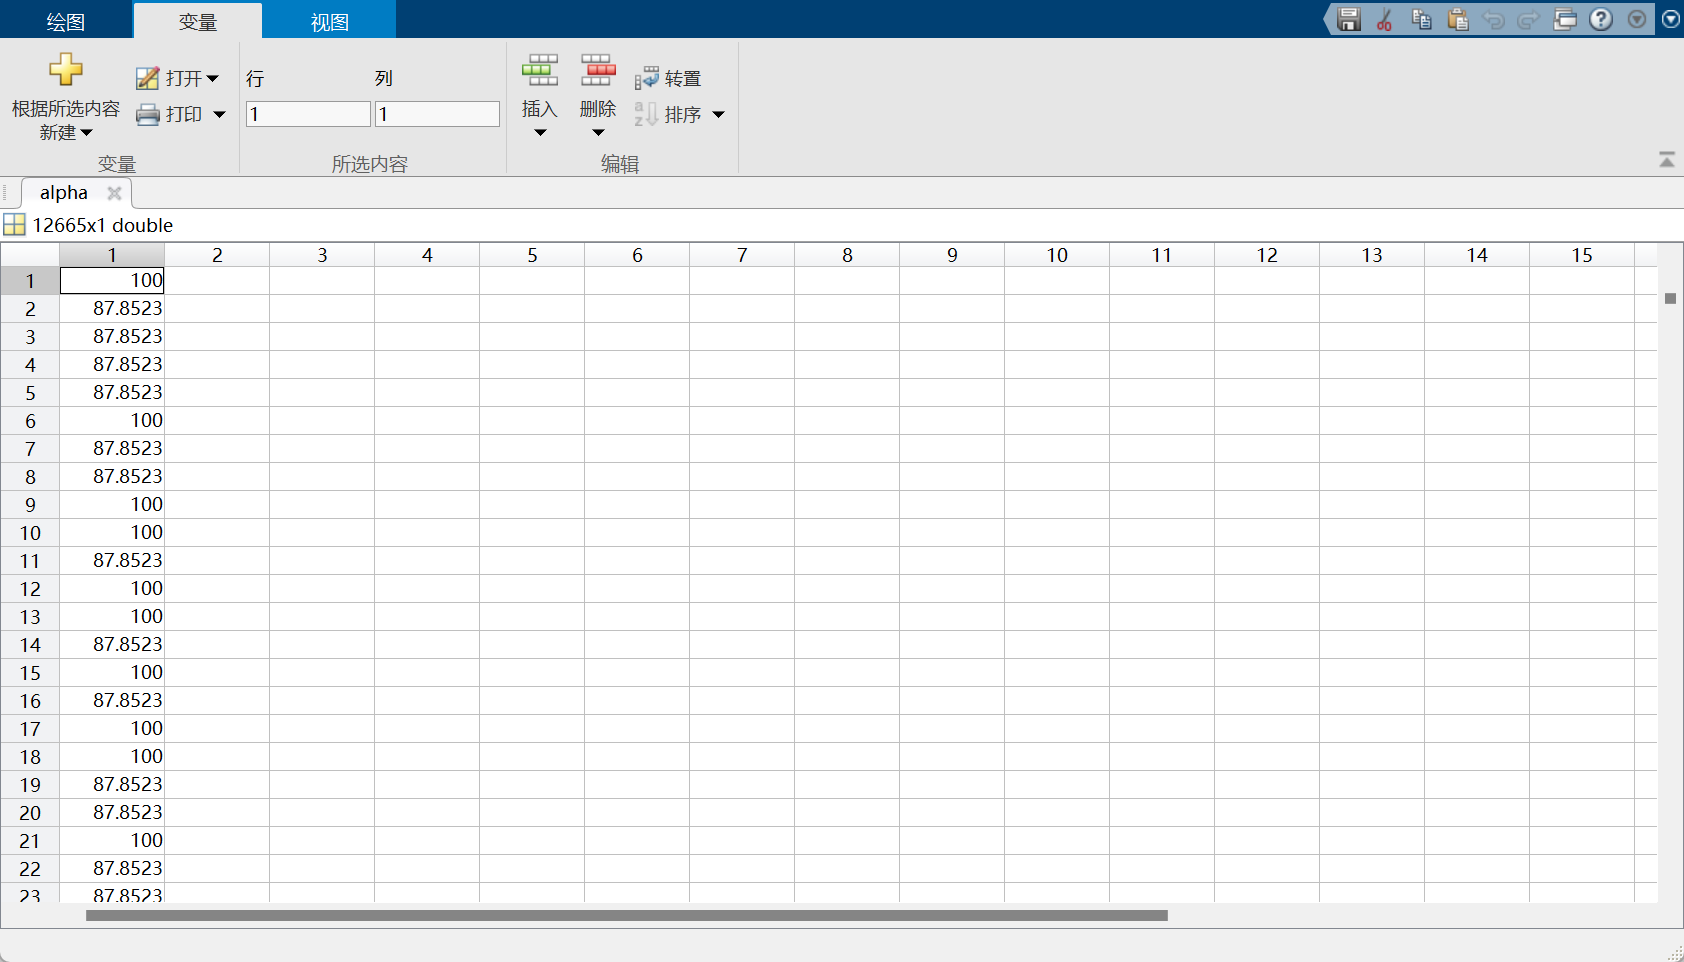 绘图 变量 视图
根据所选内容
新建
打开
打印
变量
行 列
1 1
所选内容
插入 删除
转置
排序
编辑
alpha
12665x1 double
1 2 3 4 5 6 7 8 9 10 11 12 13 14 15
1 100
2 87.8523
3 87.8523
4 87.8523
5 87.8523
6 100
7 87.8523
8 87.8523
9 100
10 100
11 87.8523
12 100
13 100
14 87.8523
15 100
16 87.8523
17 100
18 100
19 87.8523
20 87.8523
21 100
22 87.8523
23 87.8523